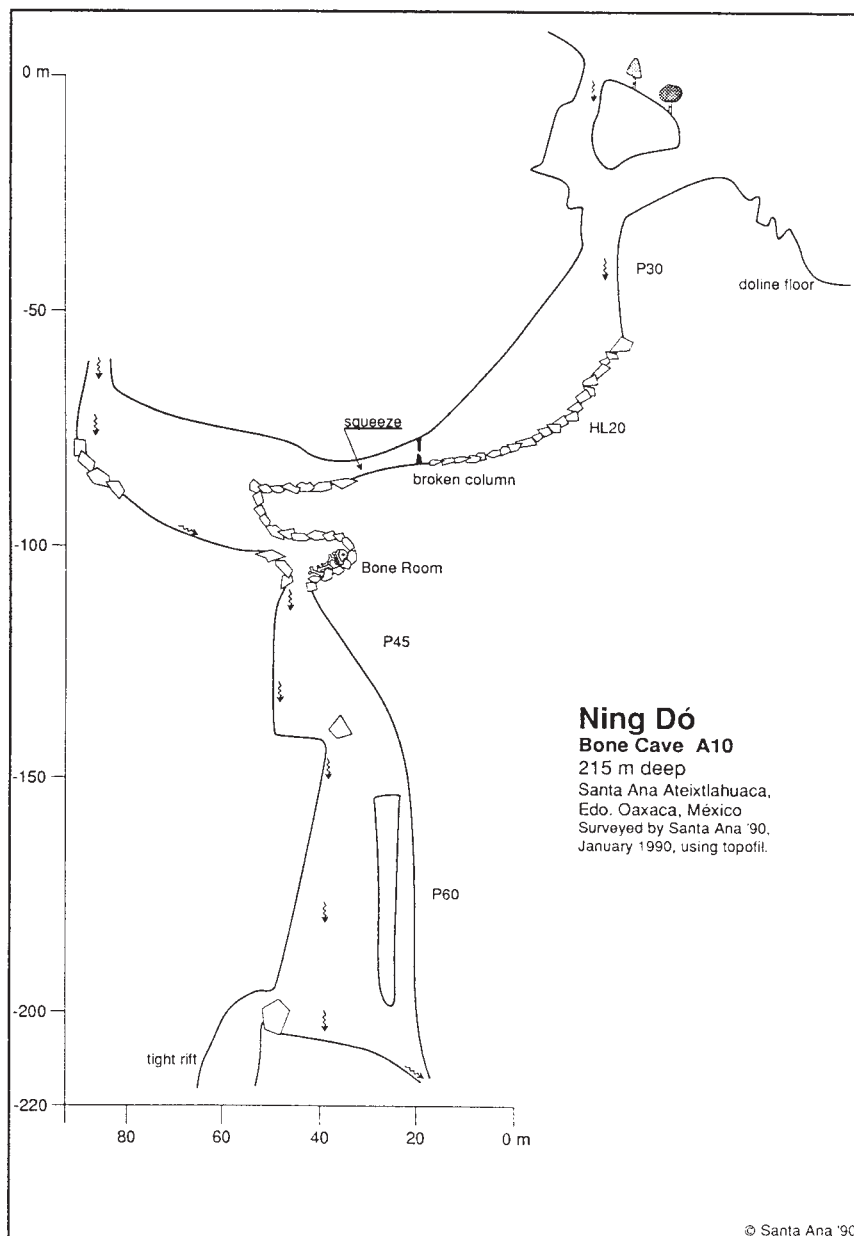 0 m
P30
doline floor
-50
squeeze
HL20
broken column
-100
Bone Room
P45
Ning Dó
Bone Cave A10
215 m deep
Santa Ana Ateixtlahuaca,
Edo. Oaxaca, México
Surveyed by Santa Ana '90,
January 1990, using topofil.
-150
P60
-200
tight rift
-220
80 60 40 20 0 m
© Santa Ana '90